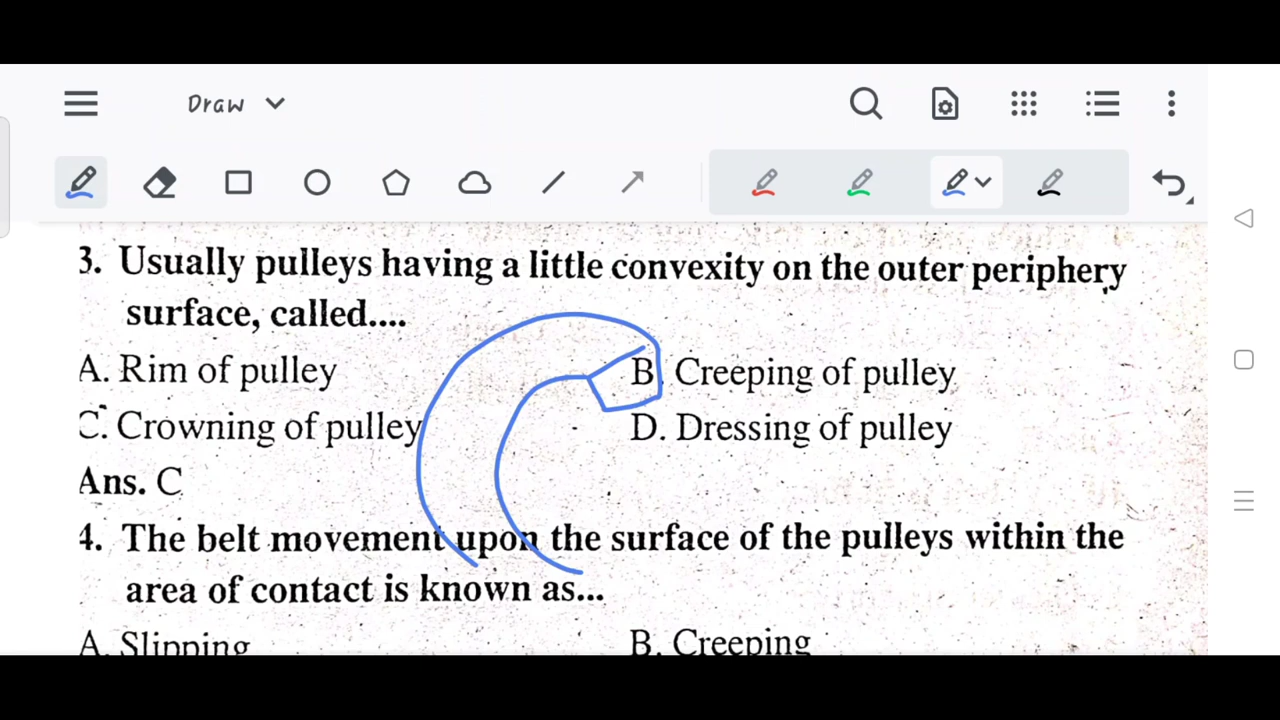 Draw
3. Usually pulleys having a little convexity on the outer periphery
surface, called....
A. Rim of pulley B. Creeping of pulley
C. Crowning of pulley D. Dressing of pulley
Ans. C
4. The belt movement upon the surface of the pulleys within the
area of contact is known as...
A. Slipping B. Creeping